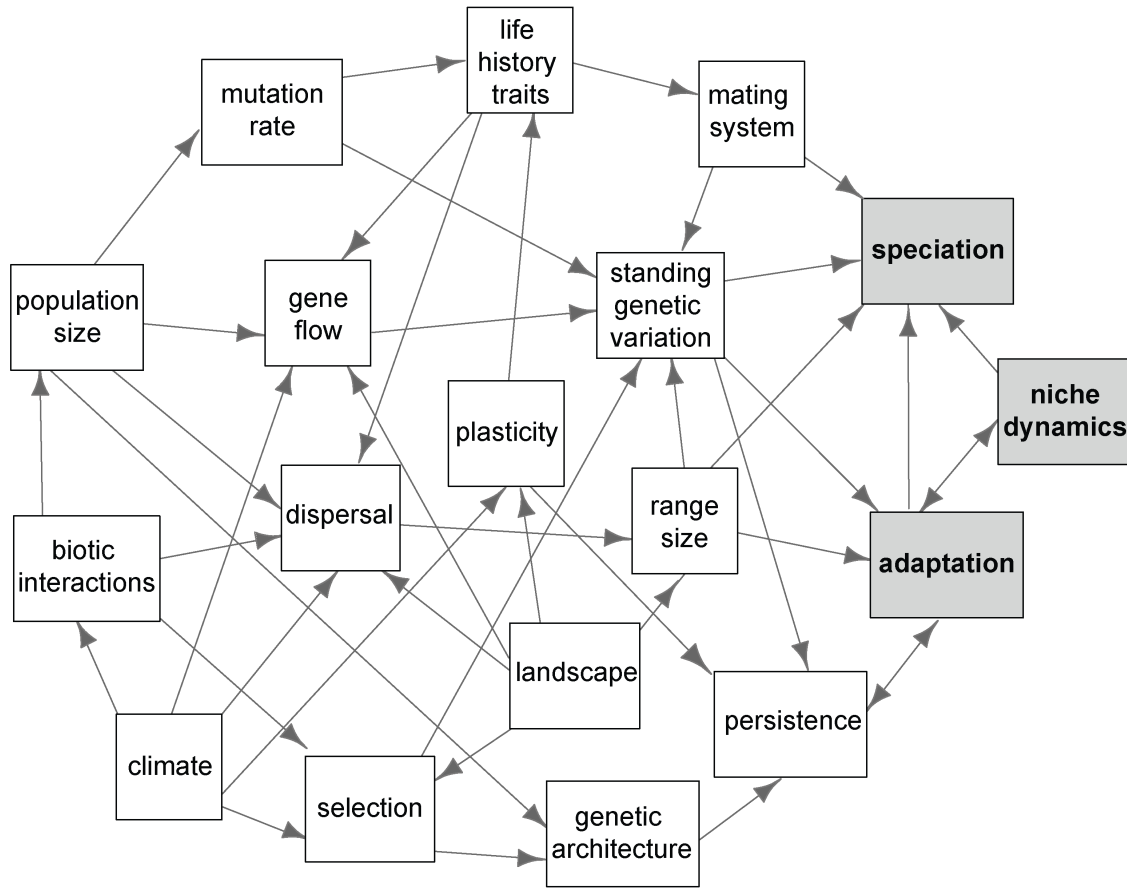 life
history
traits
mutation
rate
mating
system
speciation
population
size
gene
flow
standing
genetic
variation
niche
dynamics
plasticity
dispersal
range
size
adaptation
biotic
interactions
landscape
persistence
climate
selection
genetic
architecture